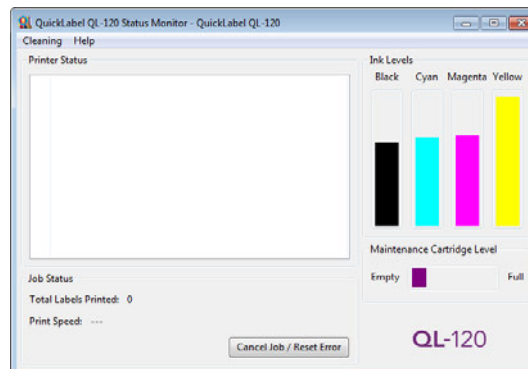 QuickLabel QL-120 Status Monitor - QuickLabel QL-120
Cleaning Help
Printer Status
Ink Levels
Black Cyan Magenta Yellow
Maintenance Cartridge Level
Empty Full
Job Status
Total Labels Printed: 0
Print Speed: ---
Cancel Job / Reset Error
QL-120